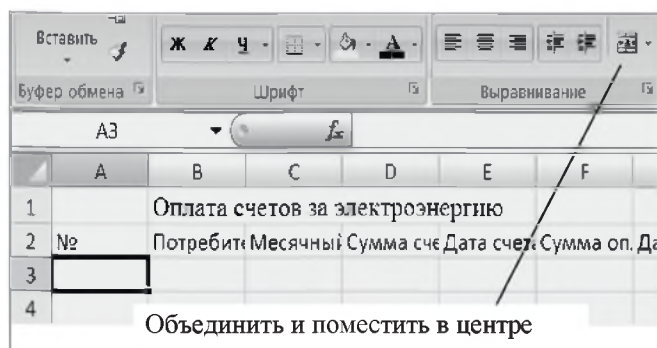 Вставить
Ж К Ч А
Буфер обмена Шрифт Выравнивание
А3 fx
A B C D E F
1 Оплата счетов за электроэнергию
2 № Потребите Месячный Сумма сче Дата счет Сумма оп. Да
3
4
Объединить и поместить в центре